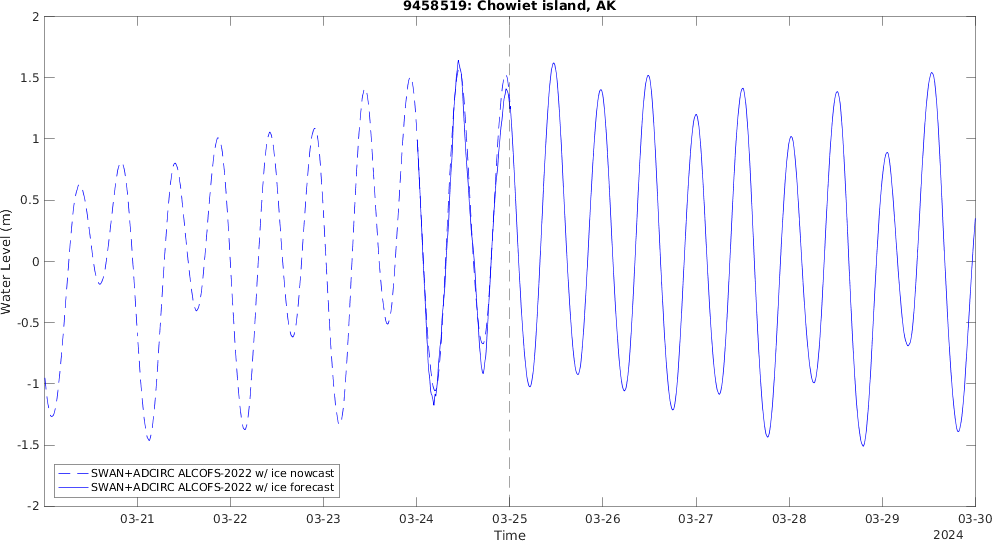 9458519: Chowiet island, AK
2
1.5
1
0.5
0
-0.5
-1
-1.5
-2
Water Level (m)
SWAN+ADCIRC ALCOFS-2022 w/ ice nowcast
SWAN+ADCIRC ALCOFS-2022 w/ ice forecast
03-21 03-22 03-23 03-24 03-25 03-26 03-27 03-28 03-29 03-30
Time
2024